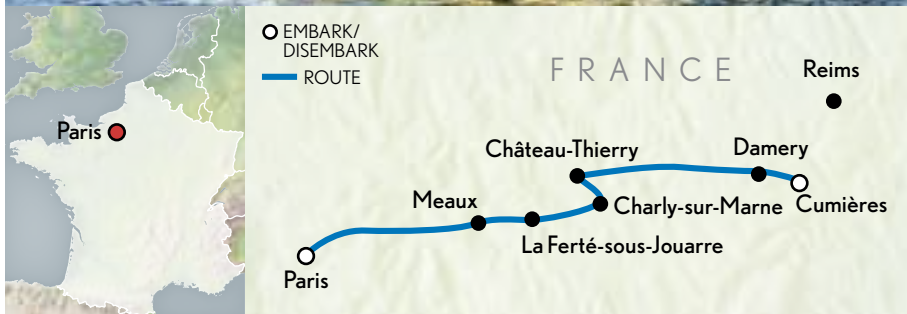 EMBARK/
DISEMBARK
ROUTE
FRANCE
Reims
Paris
Château-Thierry
Damery
Meaux
Charly-sur-Marne
Cumières
La Ferté-sous-Jouarre
Paris